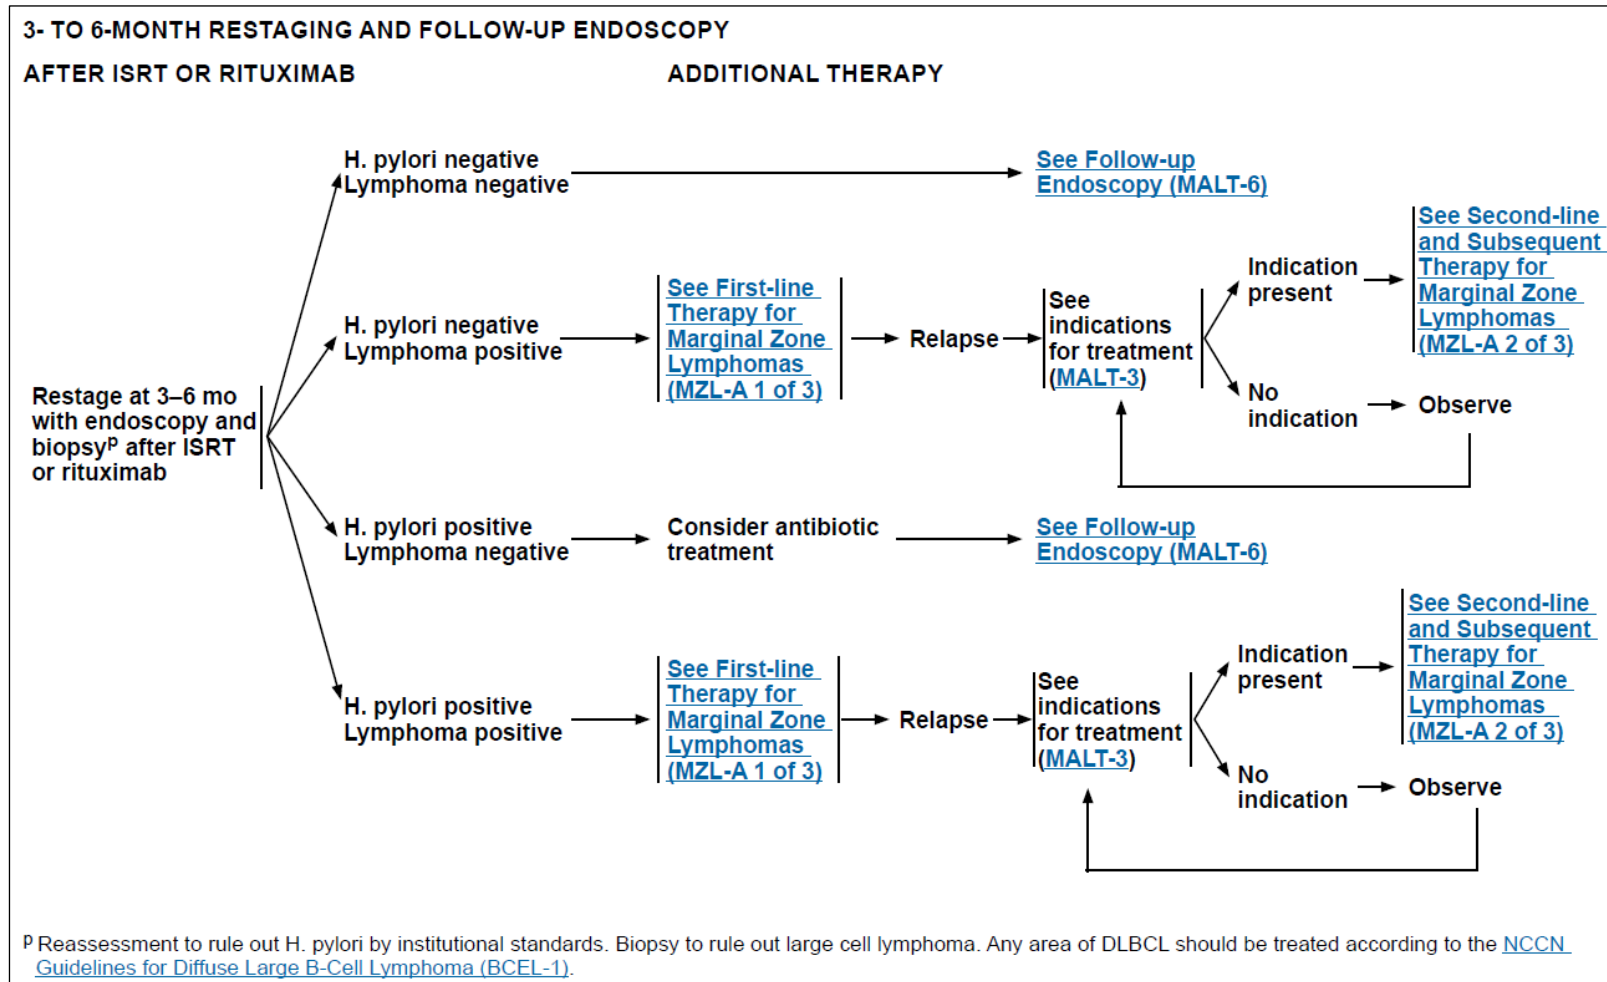 3- TO 6-MONTH RESTAGING AND FOLLOW-UP ENDOSCOPY
AFTER ISRT OR RITUXIMAB
ADDITIONAL THERAPY
Restage at 3–6 mo
with endoscopy and
biopsyᵖ after ISRT
or rituximab
H. pylori negative
Lymphoma negative
See Follow-up
Endoscopy (MALT-6)
H. pylori negative
Lymphoma positive
See First-line
Therapy for
Marginal Zone
Lymphomas
(MZL-A 1 of 3)
Relapse
See
indications
for treatment
(MALT-3)
Indication
present
See Second-line
and Subsequent
Therapy for
Marginal Zone
Lymphomas
(MZL-A 2 of 3)
No
indication
Observe
H. pylori positive
Lymphoma negative
Consider antibiotic
treatment
See Follow-up
Endoscopy (MALT-6)
H. pylori positive
Lymphoma positive
See First-line
Therapy for
Marginal Zone
Lymphomas
(MZL-A 1 of 3)
Relapse
See
indications
for treatment
(MALT-3)
Indication
present
See Second-line
and Subsequent
Therapy for
Marginal Zone
Lymphomas
(MZL-A 2 of 3)
No
indication
Observe
ᵖ Reassessment to rule out H. pylori by institutional standards. Biopsy to rule out large cell lymphoma. Any area of DLBCL should be treated according to the NCCN
Guidelines for Diffuse Large B-Cell Lymphoma (BCEL-1).